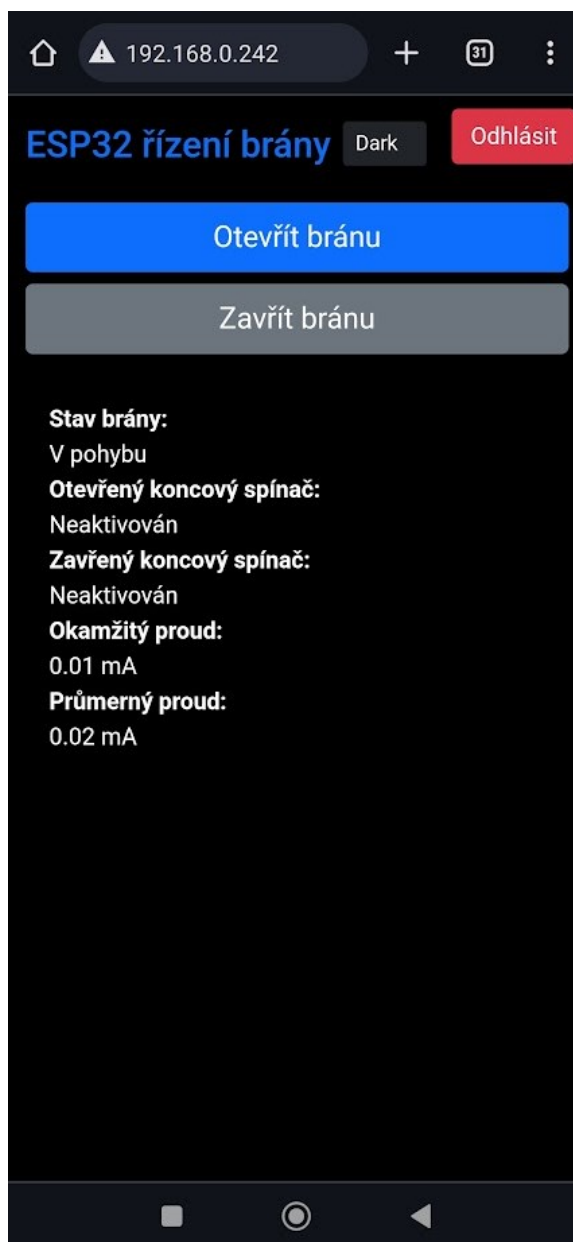 192.168.0.242
31
ESP32 řízení brány
Dark
Odhlásit
Otevřít bránu
Zavřít bránu
Stav brány:
V pohybu
Otevřený koncový spínač:
Neaktivován
Zavřený koncový spínač:
Neaktivován
Okamžitý proud:
0.01 mA
Průmerný proud:
0.02 mA